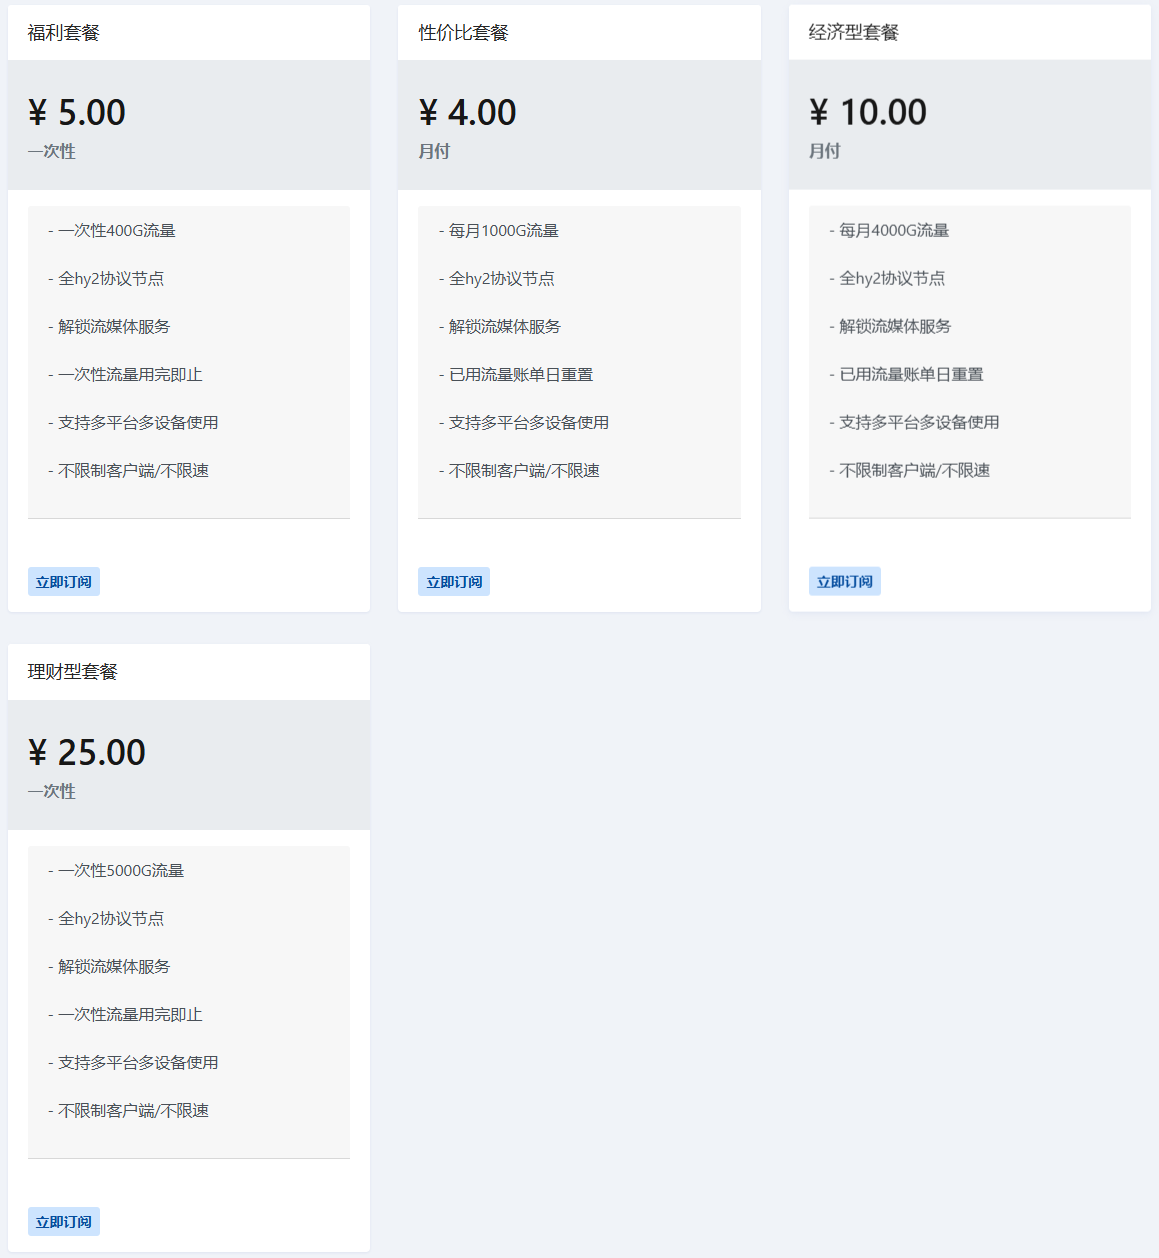 福利套餐
¥ 5.00
一次性
- 一次性400G流量
- 全hy2协议节点
- 解锁流媒体服务
- 一次性流量用完即止
- 支持多平台多设备使用
- 不限制客户端/不限速
立即订阅
性价比套餐
¥ 4.00
月付
- 每月1000G流量
- 全hy2协议节点
- 解锁流媒体服务
- 已用流量账单日重置
- 支持多平台多设备使用
- 不限制客户端/不限速
立即订阅
经济型套餐
¥ 10.00
月付
- 每月4000G流量
- 全hy2协议节点
- 解锁流媒体服务
- 已用流量账单日重置
- 支持多平台多设备使用
- 不限制客户端/不限速
立即订阅
理财型套餐
¥ 25.00
一次性
- 一次性5000G流量
- 全hy2协议节点
- 解锁流媒体服务
- 一次性流量用完即止
- 支持多平台多设备使用
- 不限制客户端/不限速
立即订阅